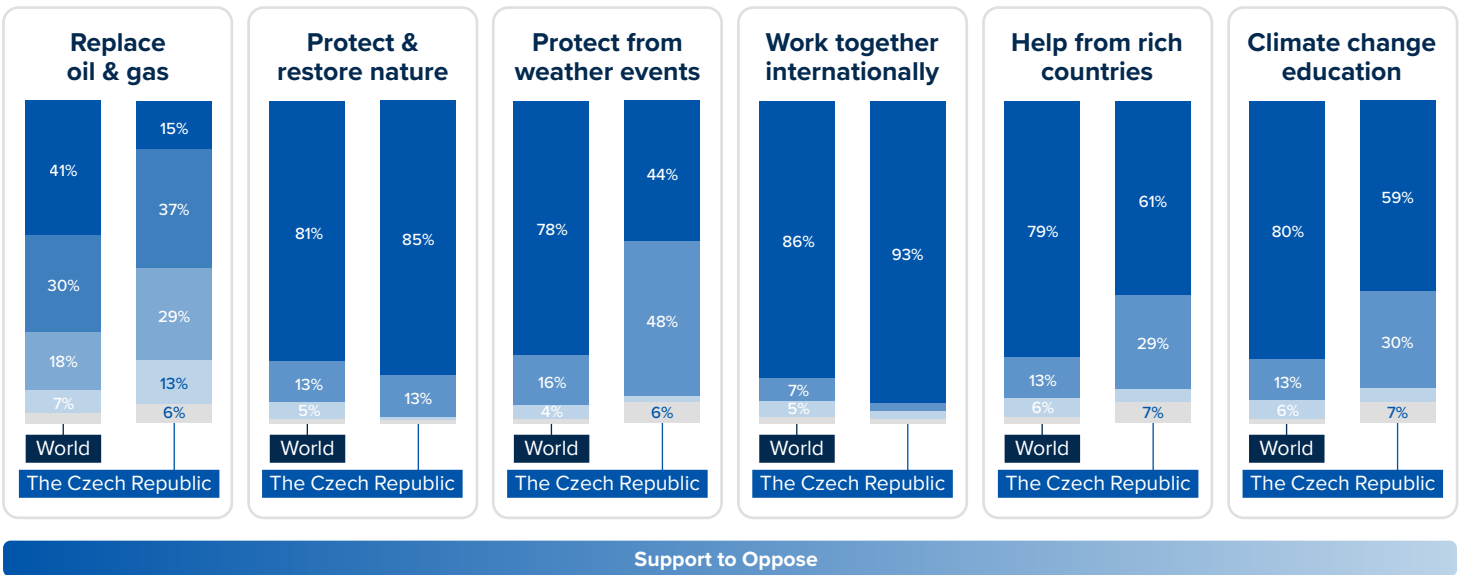 Replace
oil & gas
41%
30%
18%
7%
15%
37%
29%
13%
6%
World
The Czech Republic
Protect &
restore nature
81%
13%
5%
85%
13%
World
The Czech Republic
Protect from
weather events
78%
16%
4%
44%
48%
6%
World
The Czech Republic
Work together
internationally
86%
7%
5%
93%
World
The Czech Republic
Help from rich
countries
79%
13%
6%
61%
29%
7%
World
The Czech Republic
Climate change
education
80%
13%
6%
59%
30%
7%
World
The Czech Republic
Support to Oppose